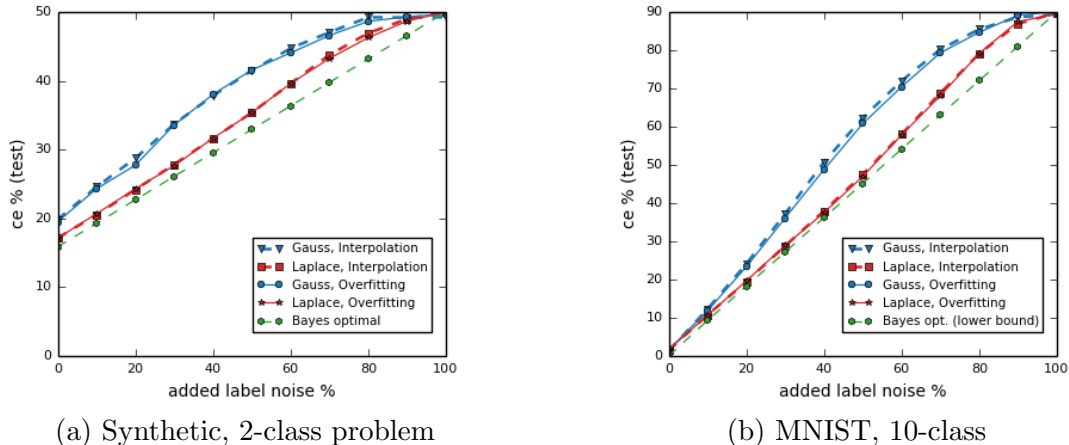 50
40
30
20
10
0
ce % (test)
0 20 40 60 80 100
added label noise %
Gauss, Interpolation
Laplace, Interpolation
Gauss, Overfitting
Laplace, Overfitting
Bayes optimal
(a) Synthetic, 2-class problem
90
80
70
60
50
40
30
20
10
0
ce % (test)
0 20 40 60 80 100
added label noise %
Gauss, Interpolation
Laplace, Interpolation
Gauss, Overfitting
Laplace, Overfitting
Bayes opt. (lower bound)
(b) MNIST, 10-class